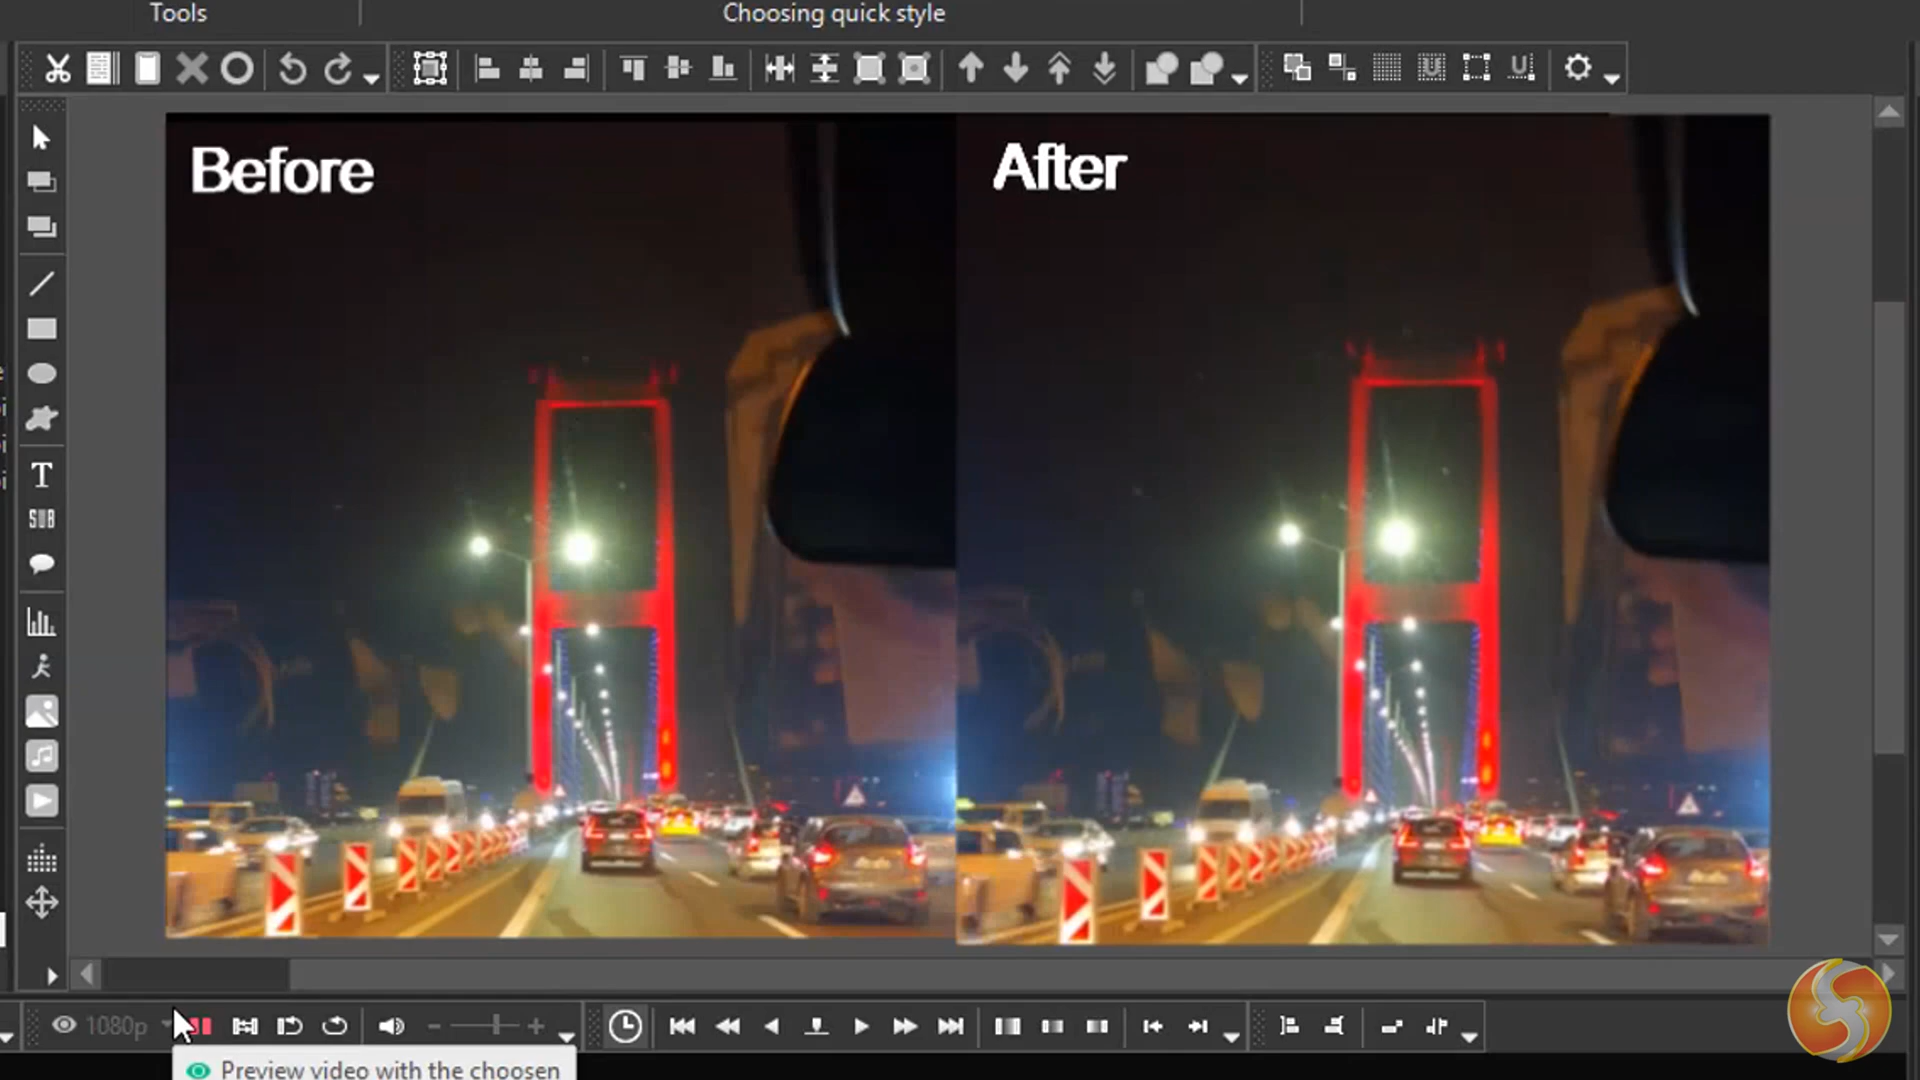 Tools
Choosing quick style
Before
After
T
SUB
1080p
Preview video with the choosen